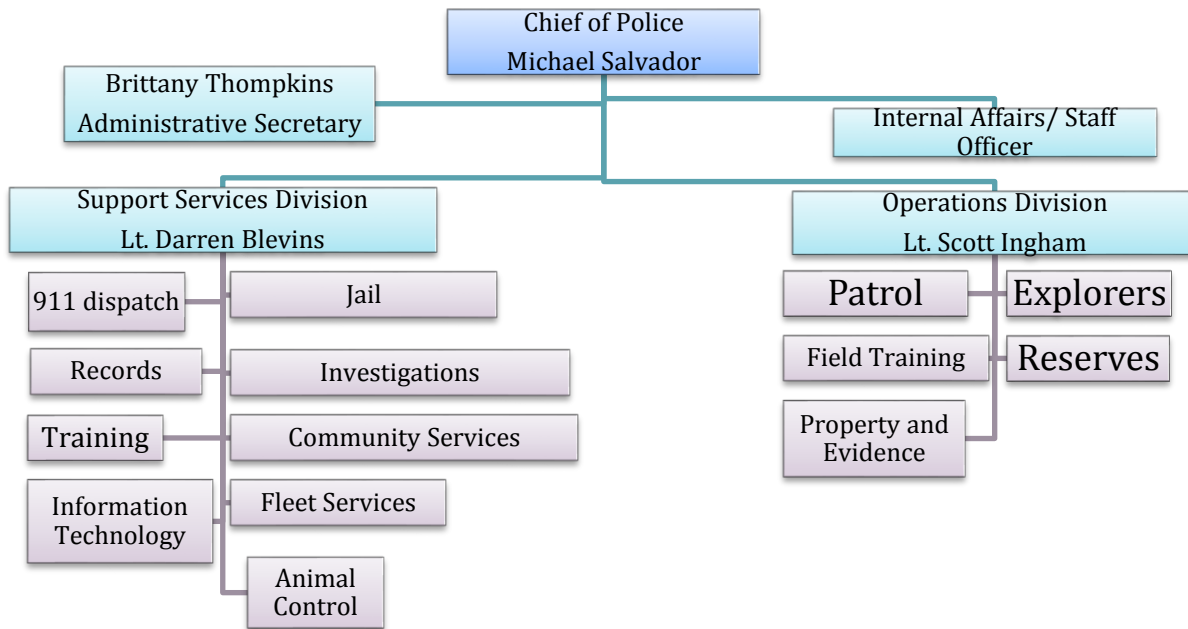 Chief of Police
Michael Salvador
Brittany Thompkins
Administrative Secretary
Internal Affairs/ Staff
Officer
Support Services Division
Lt. Darren Blevins
Operations Division
Lt. Scott Ingham
911 dispatch
Jail
Records
Investigations
Training
Community Services
Information
Technology
Fleet Services
Animal
Control
Patrol
Explorers
Field Training
Reserves
Property and
Evidence